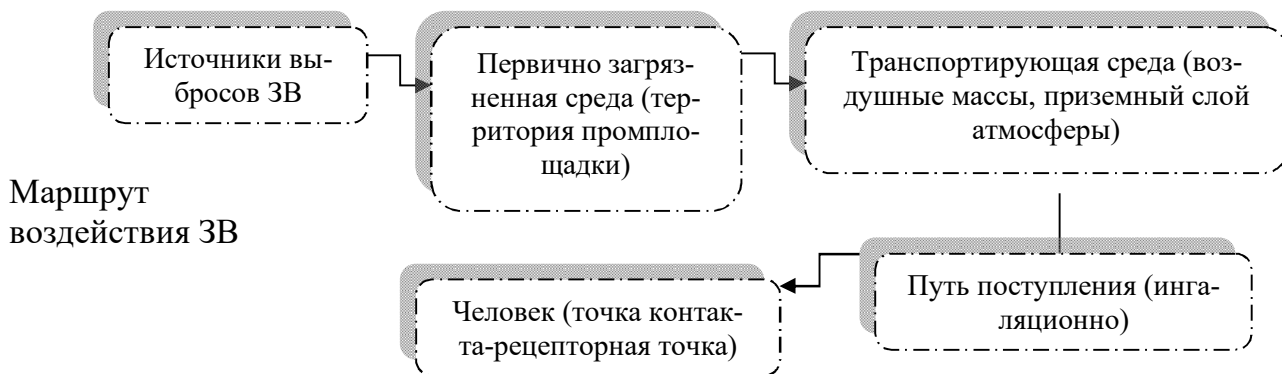 Источники вы-
бросов ЗВ
Первично загряз-
ненная среда (тер-
ритория промпло-
щадки)
Транспортирующая среда (воз-
душные массы, приземный слой
атмосферы)
Маршрут
воздействия ЗВ
Путь поступления (инга-
ляционно)
Человек (точка контак-
та-рецепторная точка)